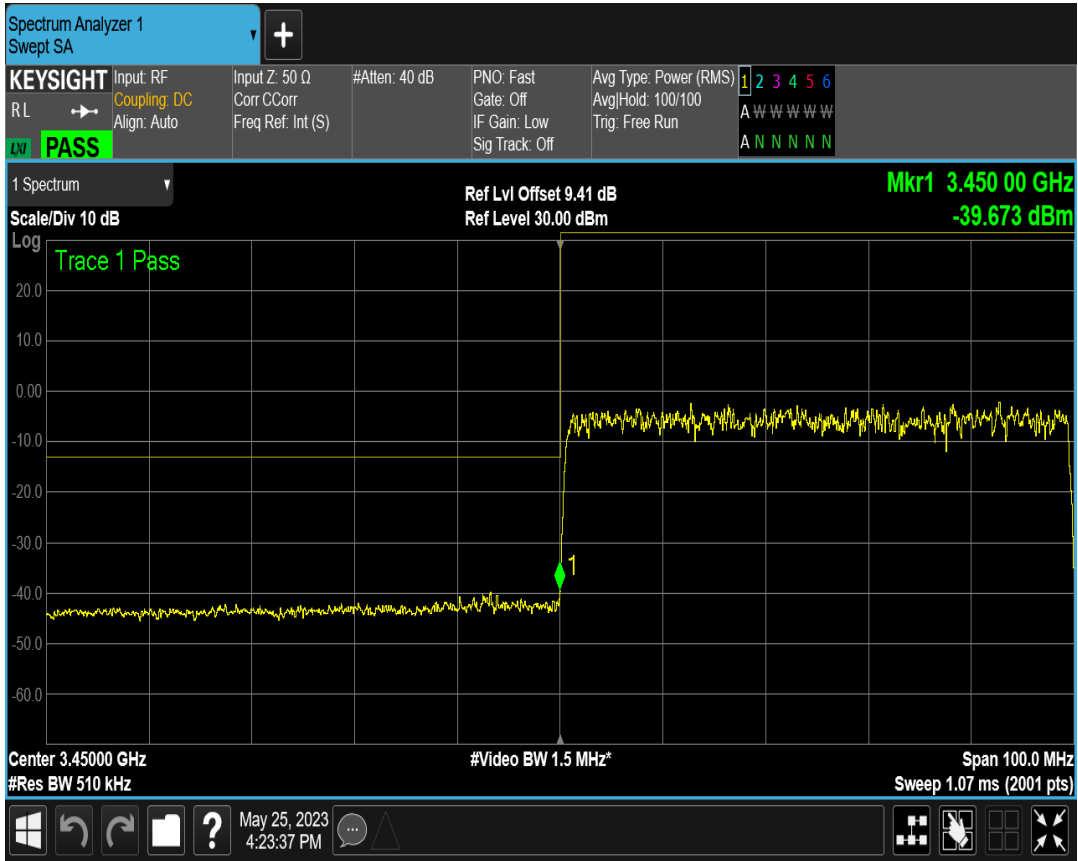 Spectrum Analyzer 1
Swept SA
KEYSIGHT
R L
LXI PASS
Input: RF
Coupling: DC
Align: Auto
Input Z: 50 Ω
Corr CCorr
Freq Ref: Int (S)
#Atten: 40 dB
PNO: Fast
Gate: Off
IF Gain: Low
Sig Track: Off
Avg Type: Power (RMS)
Avg|Hold: 100/100
Trig: Free Run
1 2 3 4 5 6
A W W W W W
A N N N N N
1 Spectrum
Scale/Div 10 dB
Ref Lvl Offset 9.41 dB
Ref Level 30.00 dBm
Mkr1 3.450 00 GHz
-39.673 dBm
Log
Trace 1 Pass
20.0
10.0
0.00
-10.0
-20.0
-30.0
1
-40.0
-50.0
-60.0
Center 3.45000 GHz
#Video BW 1.5 MHz*
Span 100.0 MHz
#Res BW 510 kHz
Sweep 1.07 ms (2001 pts)
?
May 25, 2023
4:23:37 PM